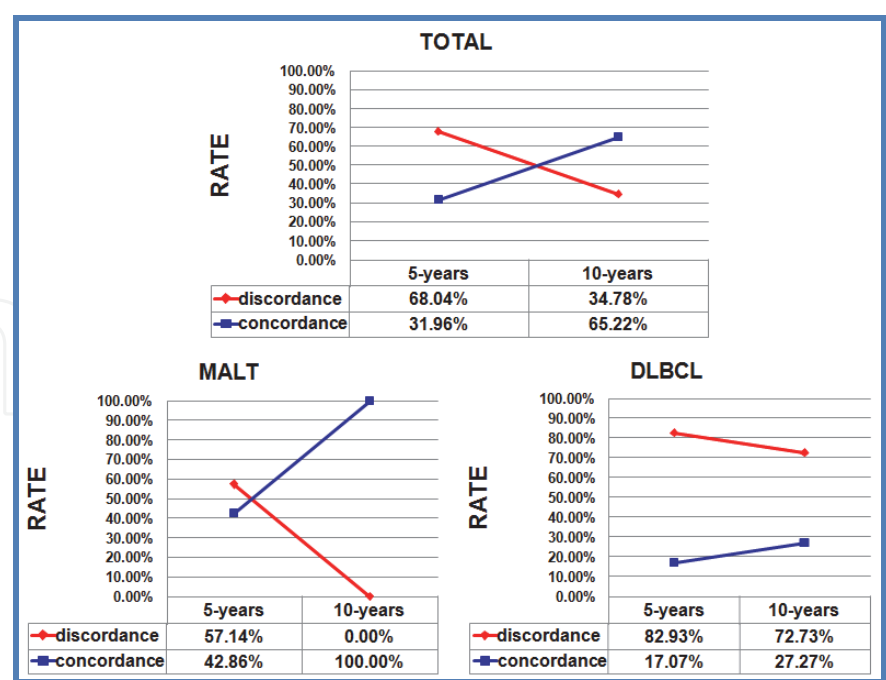 TOTAL
100.00%
90.00%
80.00%
70.00%
60.00%
50.00%
40.00%
30.00%
20.00%
10.00%
0.00%
RATE
5-years 10-years
discordance 68.04% 34.78%
concordance 31.96% 65.22%
MALT
100.00%
90.00%
80.00%
70.00%
60.00%
50.00%
40.00%
30.00%
20.00%
10.00%
0.00%
RATE
5-years 10-years
discordance 57.14% 0.00%
concordance 42.86% 100.00%
DLBCL
100.00%
90.00%
80.00%
70.00%
60.00%
50.00%
40.00%
30.00%
20.00%
10.00%
0.00%
RATE
5-years 10-years
discordance 82.93% 72.73%
concordance 17.07% 27.27%